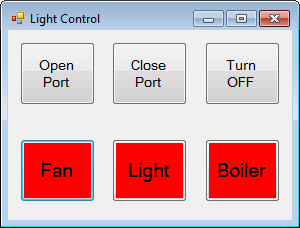 Light Control
Open Close Turn
Port Port OFF
Fan Light Boiler